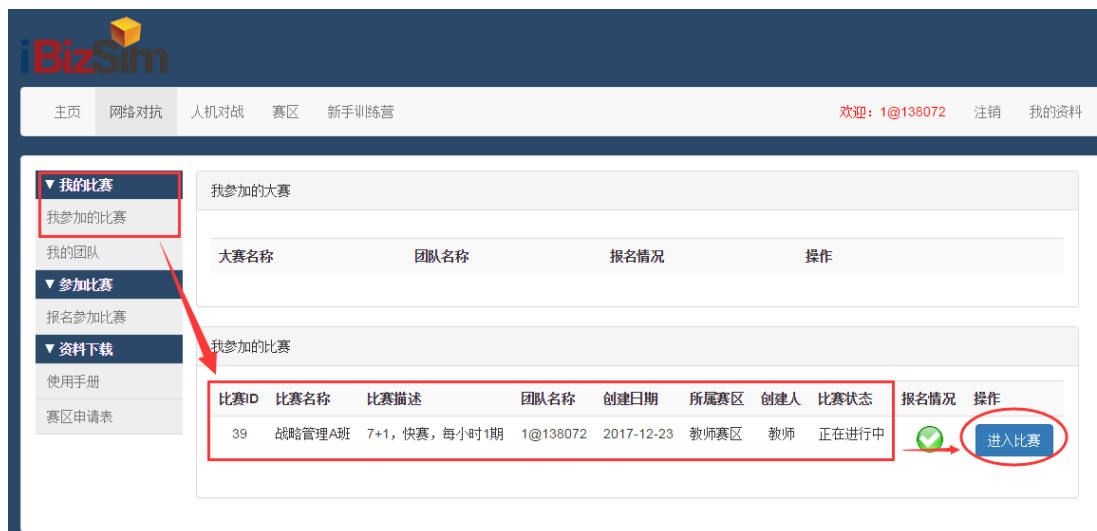 iBizSim
主页 网络对抗 人机对战 赛区 新手训练营 欢迎：1@138072 注销 我的资料
▼ 我的比赛
我参加的比赛
我的团队
▼ 参加比赛
报名参加比赛
▼ 资料下载
使用手册
赛区申请表
我参加的大赛
大赛名称 团队名称 报名情况 操作
我参加的比赛
比赛ID 比赛名称 比赛描述 团队名称 创建日期 所属赛区 创建人 比赛状态 报名情况 操作
39 战略管理A班 7+1，快赛，每小时1期 1@138072 2017-12-23 教师赛区 教师 正在进行中 进入比赛